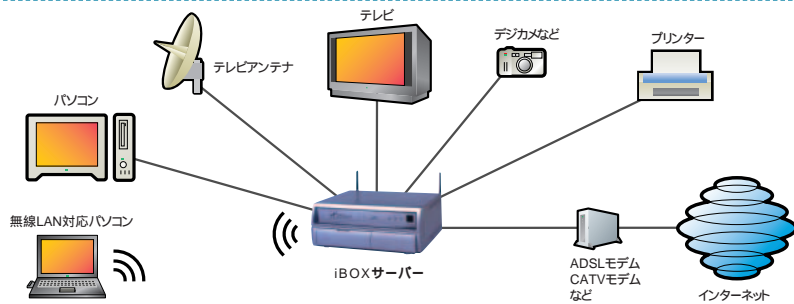 テレビ
デジカメなど
プリンター
テレビアンテナ
パソコン
無線LAN対応パソコン
iBOXサーバー
ADSLモデム
CATVモデム
など
インターネット